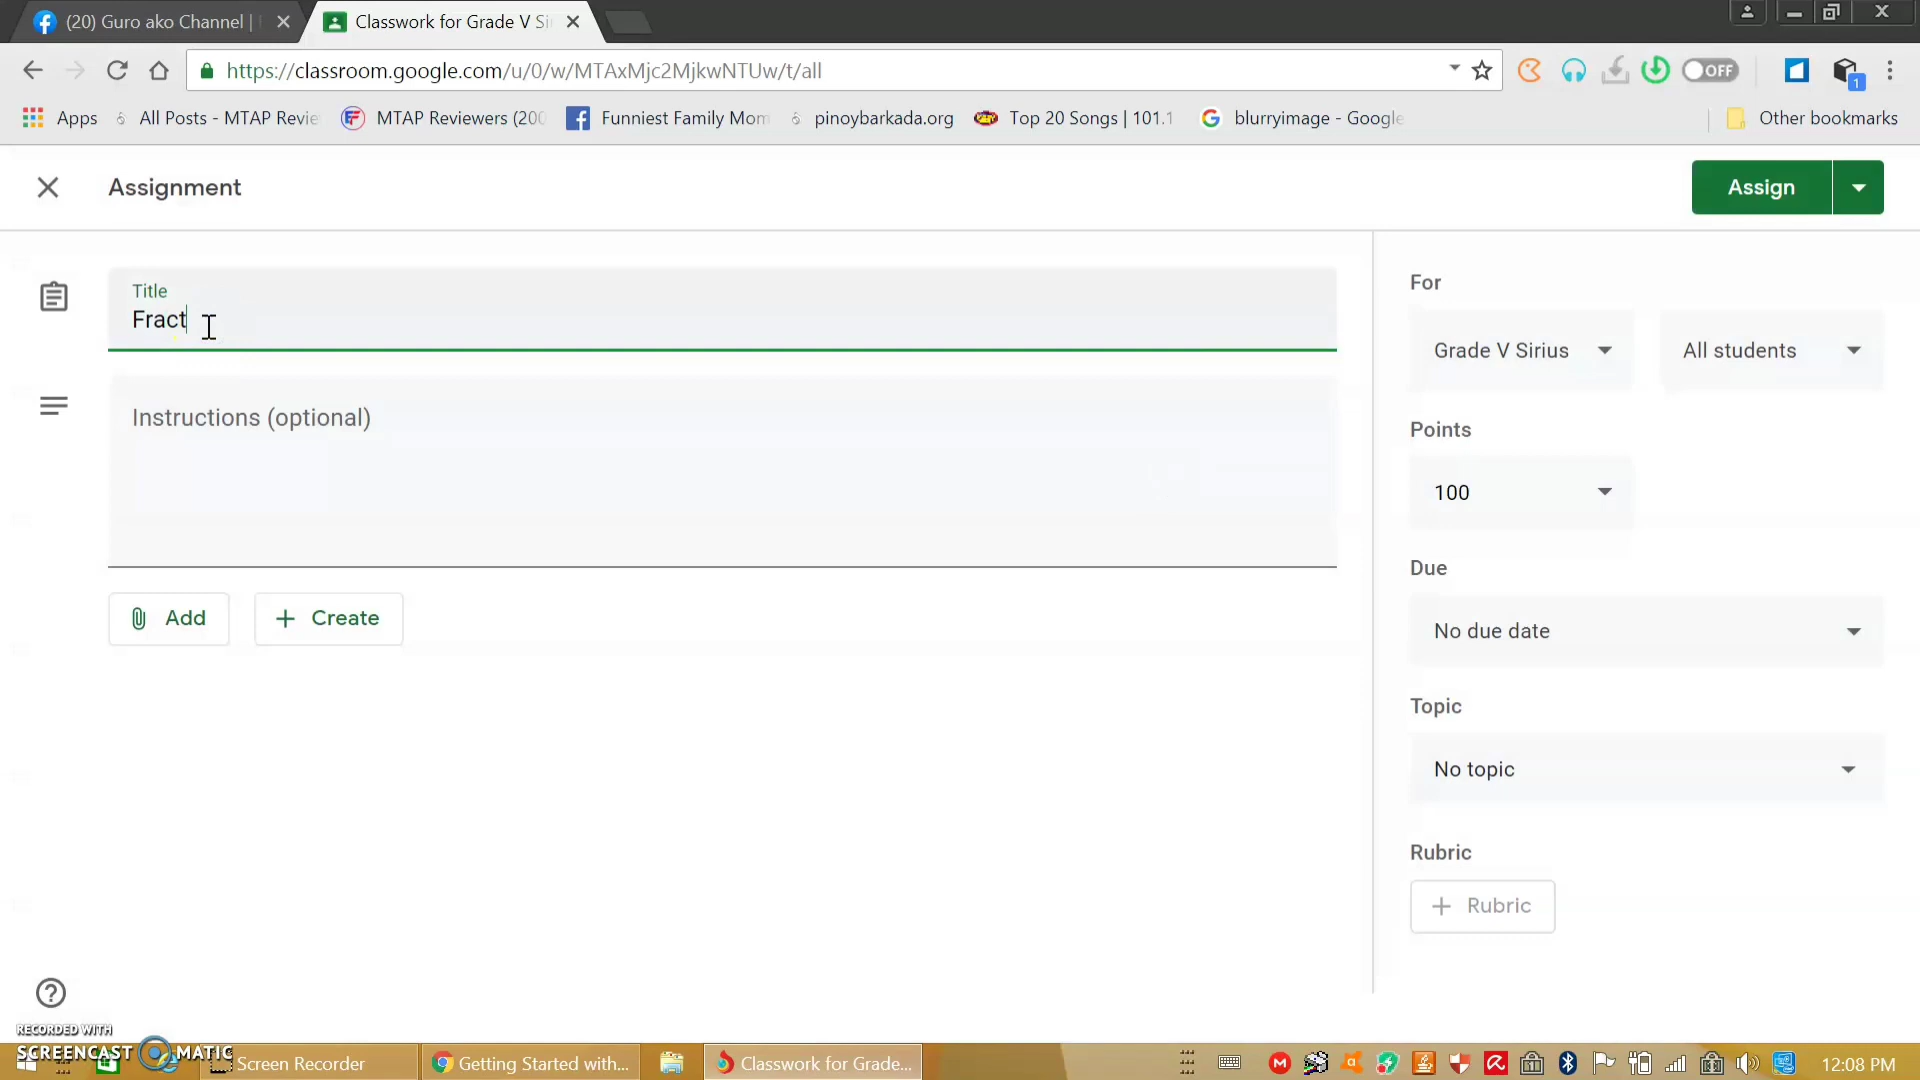 (20) Guro ako Channel |
Classwork for Grade V Si
https://classroom.google.com/u/0/w/MTAxMjc2MjkwNTUw/t/all
OFF
1
Apps
All Posts - MTAP Revie
MTAP Reviewers (200
Funniest Family Mom
pinoybarkada.org
Top 20 Songs | 101.1
blurryimage - Google
Other bookmarks
Assignment
Assign
Title
Fract
Instructions (optional)
Add
Create
For
Grade V Sirius
All students
Points
100
Due
No due date
Topic
No topic
Rubric
Rubric
RECORDED WITH
SCREENCAST MATIC
Screen Recorder
Getting Started with...
Classwork for Grade...
12:08 PM